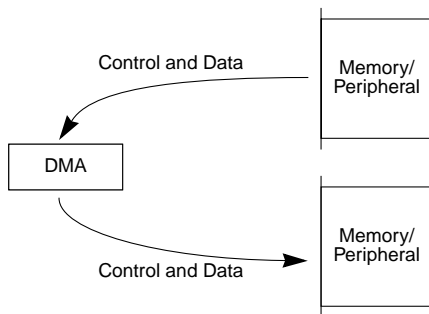 Control and Data
Memory/
Peripheral
DMA
Memory/
Peripheral
Control and Data